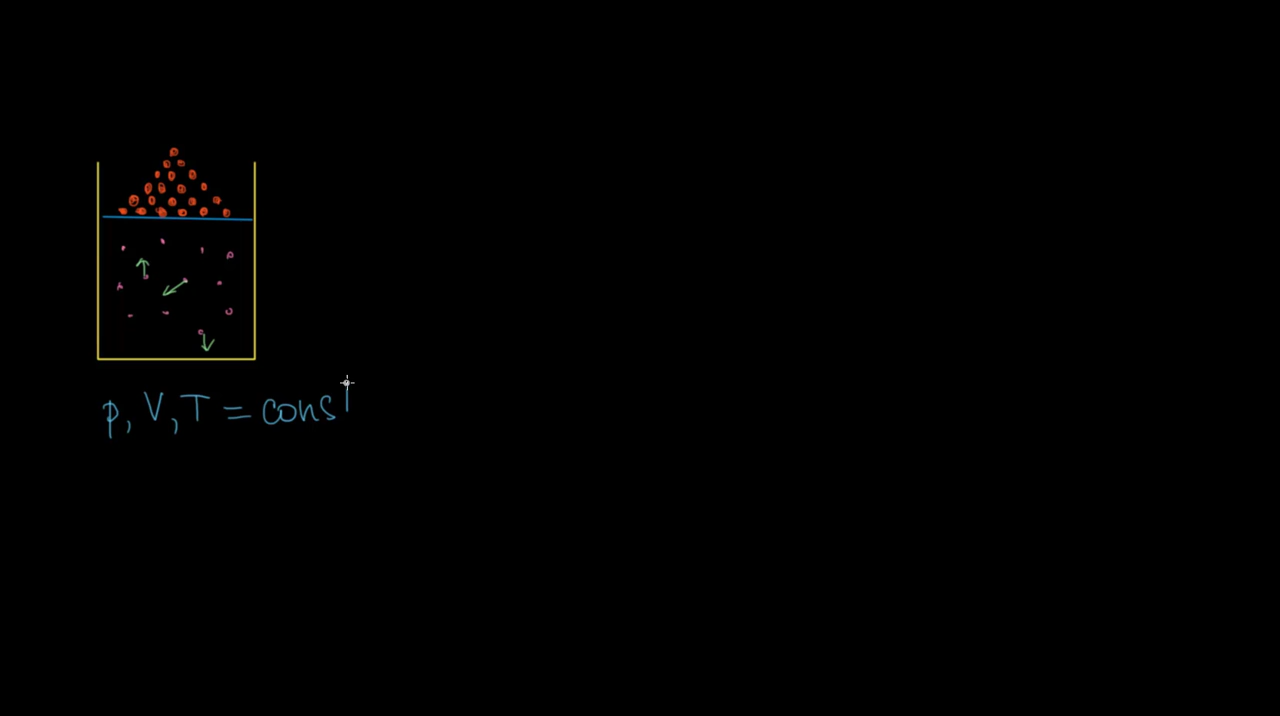 p, V, T = const